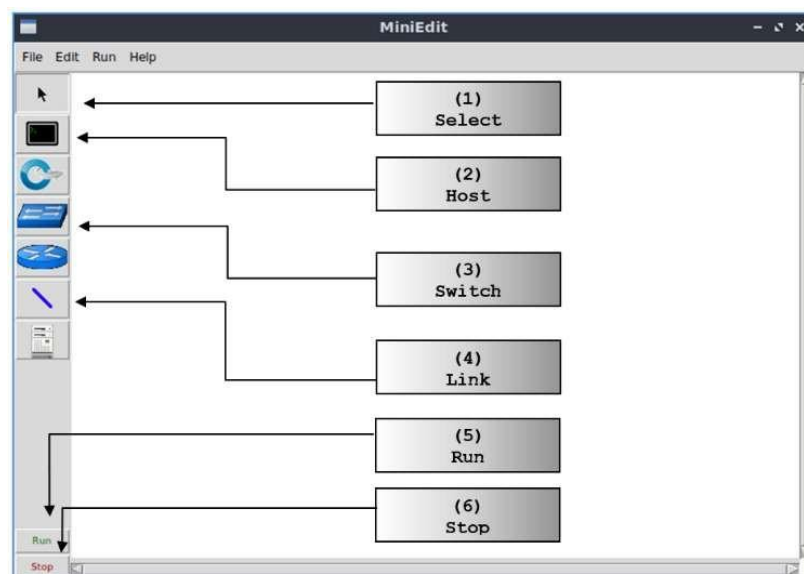 MiniEdit
File Edit Run Help
(1)
Select
(2)
Host
(3)
Switch
(4)
Link
(5)
Run
(6)
Stop
Run
Stop